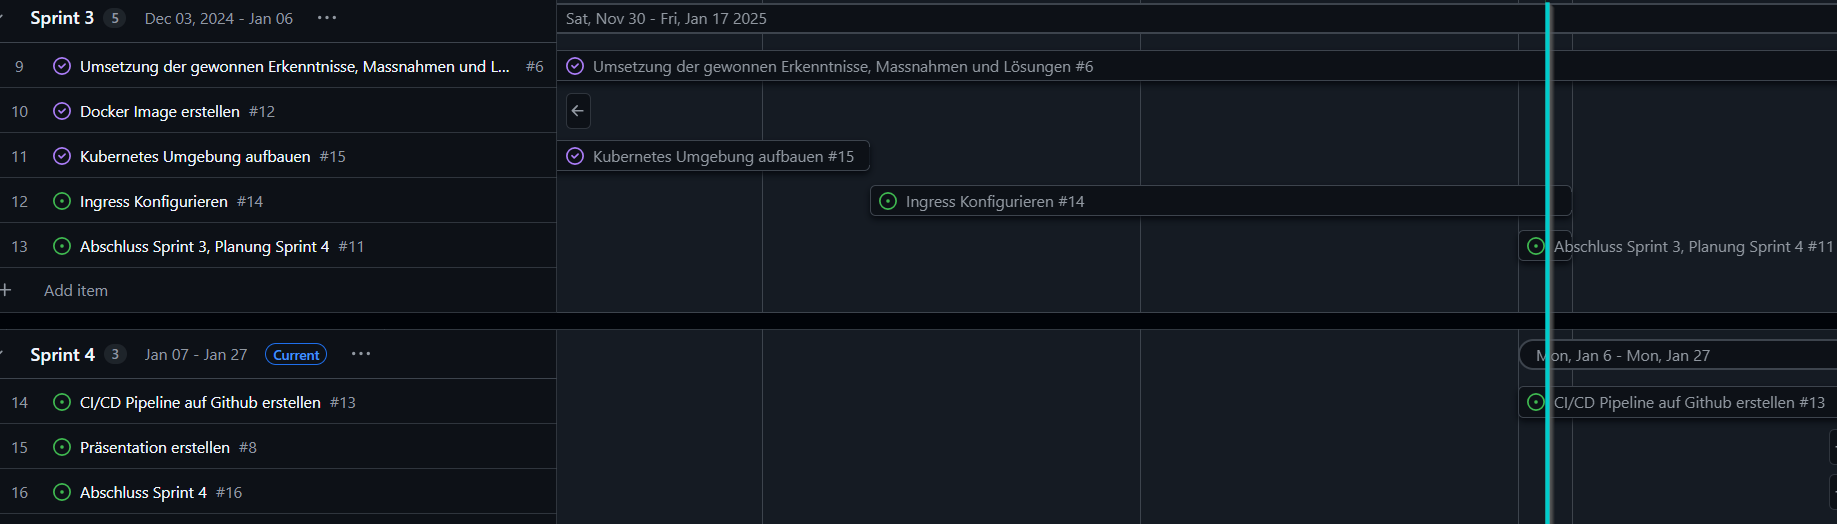 Sprint 3 5 Dec 03, 2024 - Jan 06 ...
Sat, Nov 30 - Fri, Jan 17 2025
9 Umsetzung der gewonnen Erkenntnisse, Massnahmen und L... #6
Umsetzung der gewonnen Erkenntnisse, Massnahmen und Lösungen #6
10 Docker Image erstellen #12
11 Kubernetes Umgebung aufbauen #15
Kubernetes Umgebung aufbauen #15
12 Ingress Konfigurieren #14
Ingress Konfigurieren #14
13 Abschluss Sprint 3, Planung Sprint 4 #11
Abschluss Sprint 3, Planung Sprint 4 #11
Add item
Sprint 4 3 Jan 07 - Jan 27 Current ...
Mon, Jan 6 - Mon, Jan 27
14 CI/CD Pipeline auf Github erstellen #13
CI/CD Pipeline auf Github erstellen #13
15 Präsentation erstellen #8
16 Abschluss Sprint 4 #16